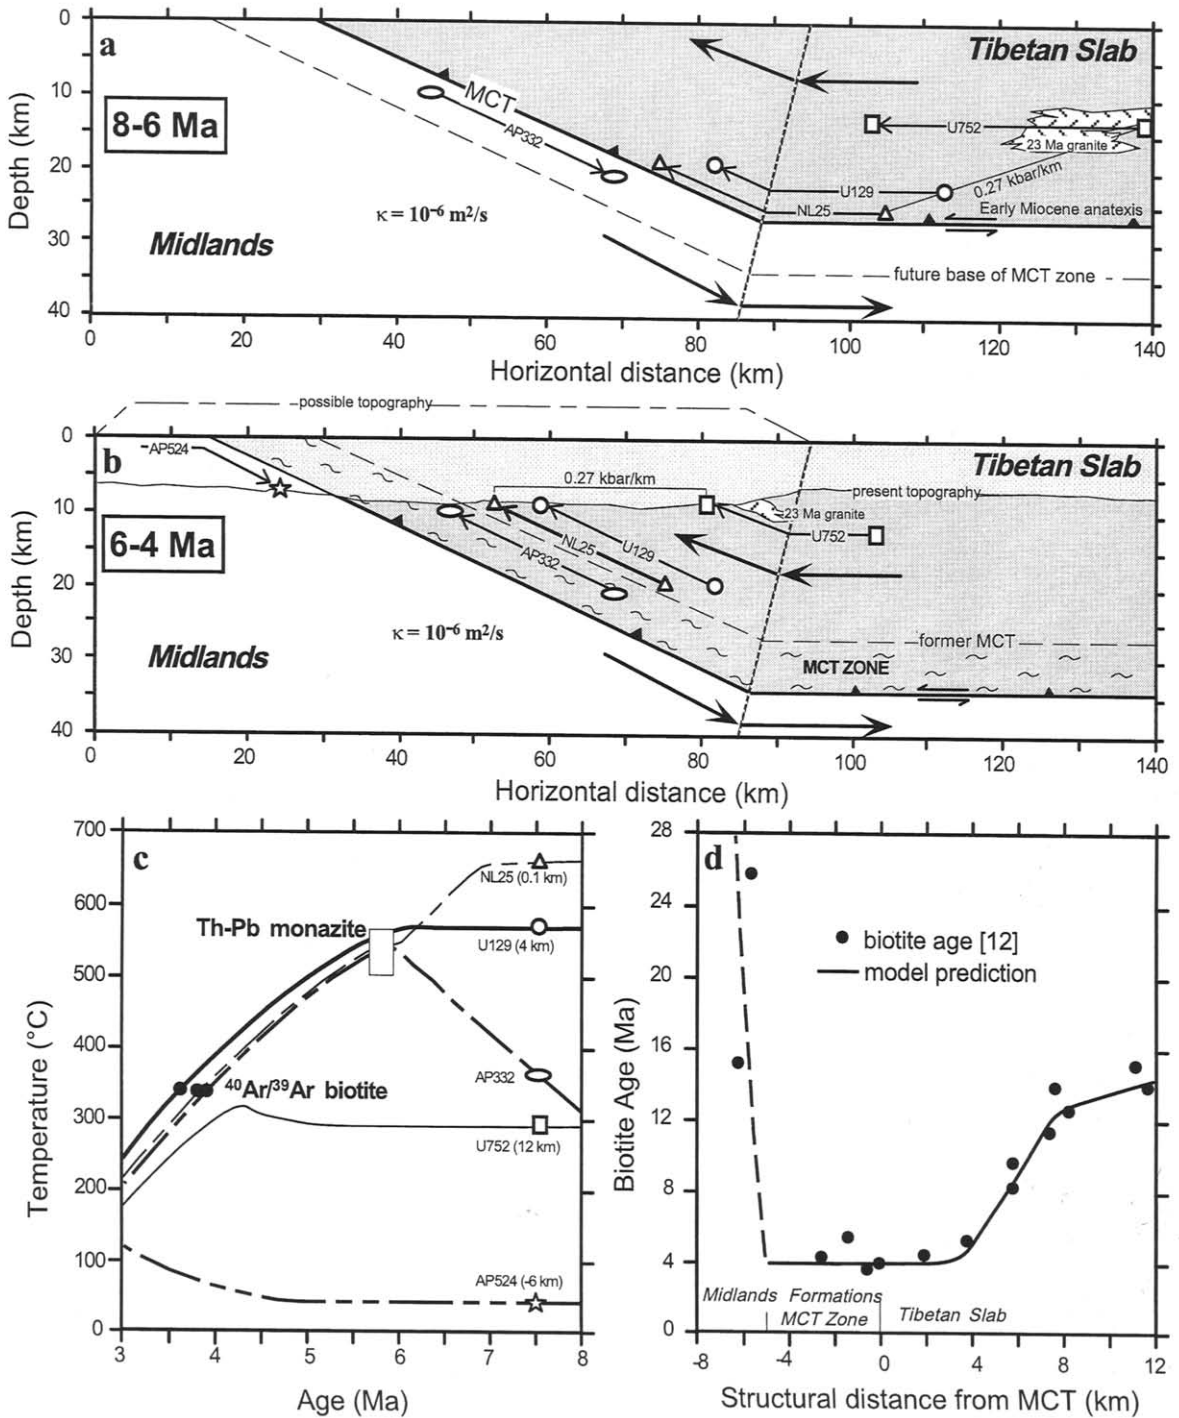 a
Tibetan Slab
MCT
8-6 Ma
AP332
U752
23 Ma granite
0.27 kbar/km
U129
NL25
Early Miocene anatexis
κ = 10⁻⁶ m²/s
Midlands
future base of MCT zone
Depth (km)
0
10
20
30
40
0
20
40
60
80
100
120
140
Horizontal distance (km)
possible topography
b
AP524
Tibetan Slab
0.27 kbar/km
present topography
23 Ma granite
6-4 Ma
NL25
U129
U752
AP332
κ = 10⁻⁶ m²/s
former MCT
Midlands
MCT ZONE
Depth (km)
0
10
20
30
40
0
20
40
60
80
100
120
140
Horizontal distance (km)
c
NL25 (0.1 km)
Th-Pb monazite
U129 (4 km)
AP332
⁴⁰Ar/³⁹Ar biotite
U752 (12 km)
AP524 (-6 km)
Temperature (°C)
700
600
500
400
300
200
100
0
3
4
5
6
7
8
Age (Ma)
d
biotite age [12]
model prediction
Biotite Age (Ma)
28
24
20
16
12
8
4
0
Midlands Formations
MCT Zone
Tibetan Slab
-8
-4
0
4
8
12
Structural distance from MCT (km)